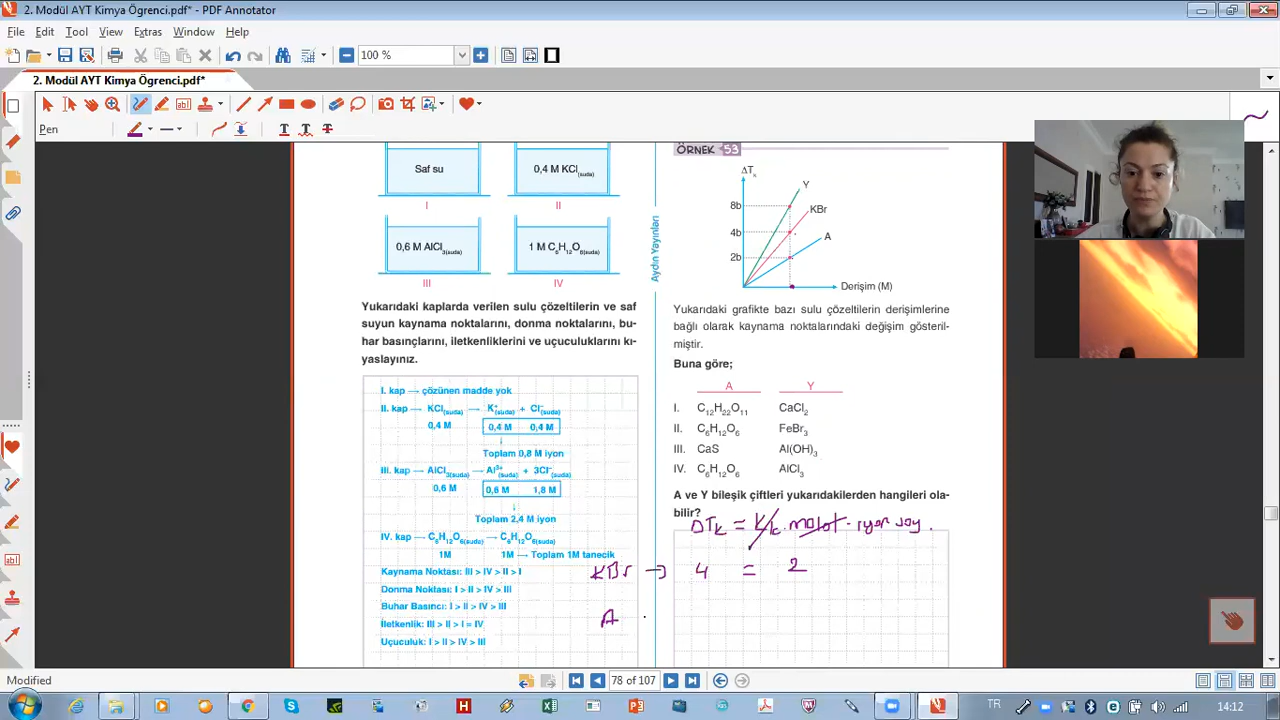 2. Modül AYT Kimya Ögrenci.pdf* - PDF Annotator
File Edit Tool View Extras Window Help
100 %
2. Modül AYT Kimya Ögrenci.pdf*
Pen
Saf su
I
0,4 M KCl(suda)
II
0,6 M AlCl3(suda)
III
1 M C6H12O6(suda)
IV
Yukarıdaki kaplarda verilen sulu çözeltilerin ve saf
suyun kaynama noktalarını, donma noktalarını, bu-
har basınçlarını, iletkenliklerini ve uçuculuklarını kı-
yaslayınız.
I. kap → çözünen madde yok
II. kap → KCl(suda) → K+(suda) + Cl–(suda)
0,4 M 0,4 M 0,4 M
Toplam 0,8 M iyon
III. kap → AlCl3(suda) → Al3+(suda) + 3Cl–(suda)
0,6 M 0,6 M 1,8 M
Toplam 2,4 M iyon
IV. kap → C6H12O6(suda) → C6H12O6(suda)
1M 1M → Toplam 1M tanecik
Kaynama Noktası: III > IV > II > I
Donma Noktası: I > II > IV > III
Buhar Basıncı: I > II > IV > III
İletkenlik: III > II > I = IV
Uçuculuk: I > II > IV > III
Aydın Yayınları
ÖRNEK 53
ΔTk
8b
4b
2b
Y
KBr
A
Derişim (M)
Yukarıdaki grafikte bazı sulu çözeltilerin derişimlerine
bağlı olarak kaynama noktalarındaki değişim gösteril-
miştir.
Buna göre;
A Y
I. C12H22O11 CaCl2
II. C6H12O6 FeBr3
III. CaS Al(OH)3
IV. C6H12O6 AlCl3
A ve Y bileşik çiftleri yukarıdakilerden hangileri ola-
bilir?
ΔTk = Kk . molal . iyon say .
KBr → 4 = 2
A
Modified
78 of 107
TR
14:12